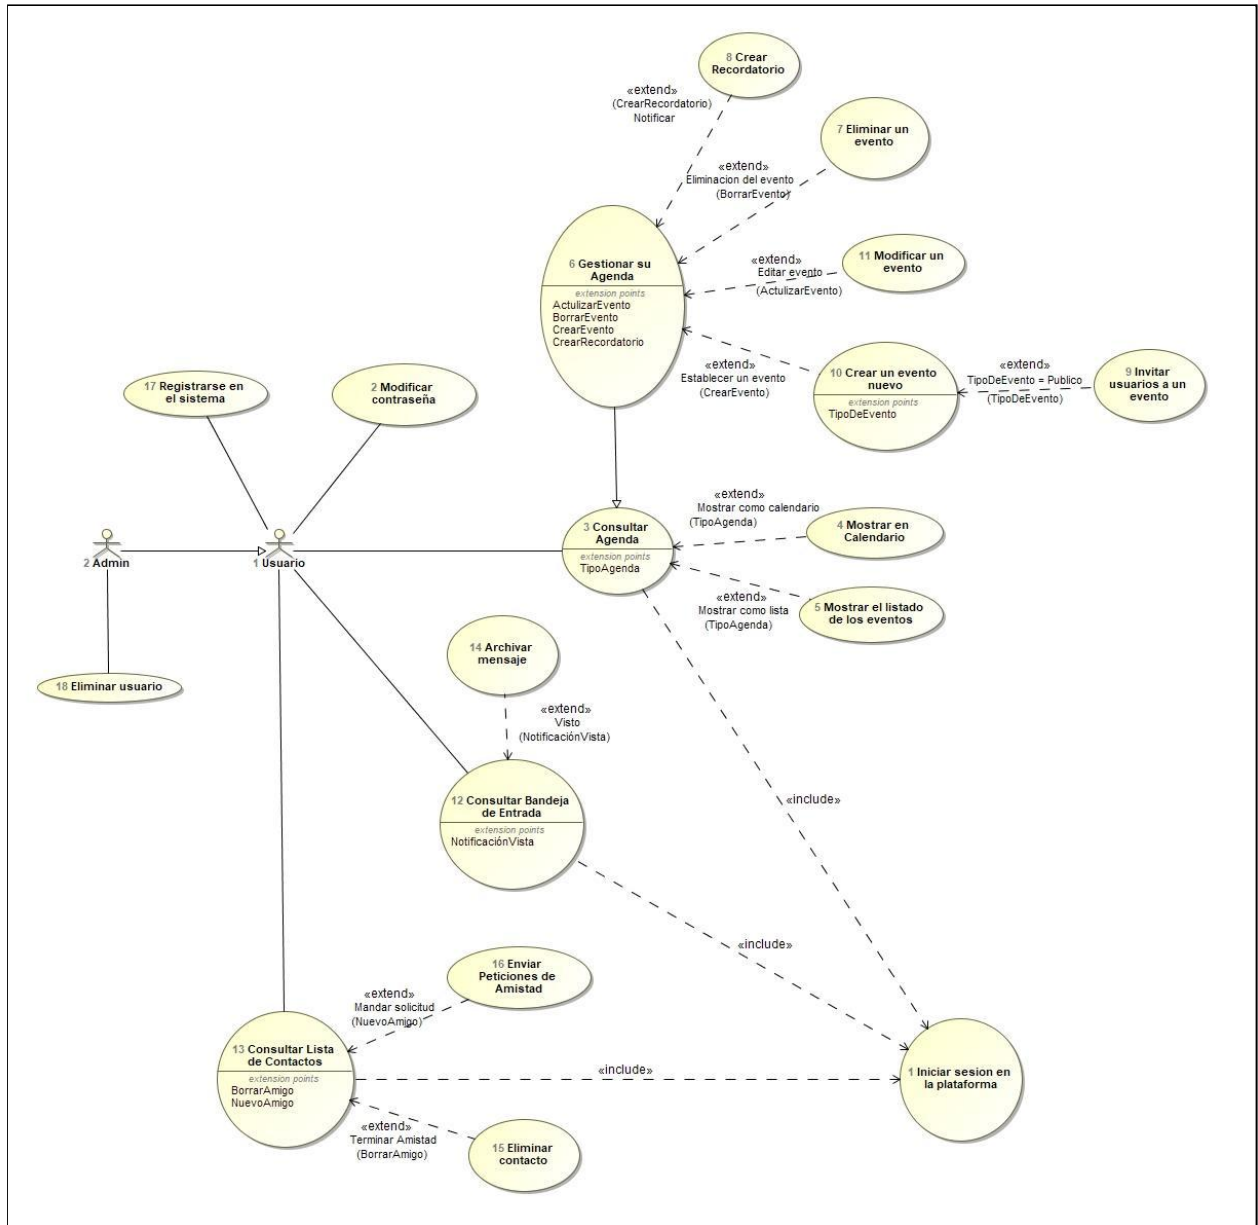 8 Crear
Recordatorio
«extend»
(CrearRecordatorio)
Notificar
7 Eliminar un
evento
«extend»
Eliminacion del evento
(BorrarEvento)
6 Gestionar su
Agenda
extension points
ActulizarEvento
BorrarEvento
CrearEvento
CrearRecordatorio
«extend»
Editar evento
(ActulizarEvento)
11 Modificar un
evento
«extend»
Establecer un evento
(CrearEvento)
10 Crear un evento
nuevo
extension points
TipoDeEvento
«extend»
TipoDeEvento = Publico
(TipoDeEvento)
9 Invitar
usuarios a un
evento
17 Registrarse en
el sistema
2 Modificar
contraseña
2 Admin
1 Usuario
3 Consultar
Agenda
extension points
TipoAgenda
«extend»
Mostrar como calendario
(TipoAgenda)
4 Mostrar en
Calendario
«extend»
Mostrar como lista
(TipoAgenda)
5 Mostrar el listado
de los eventos
18 Eliminar usuario
14 Archivar
mensaje
«extend»
Visto
(NotificaciónVista)
12 Consultar Bandeja
de Entrada
extension points
NotificaciónVista
«include»
«include»
16 Enviar
Peticiones de
Amistad
«extend»
Mandar solicitud
(NuevoAmigo)
13 Consultar Lista
de Contactos
extension points
BorrarAmigo
NuevoAmigo
«include»
1 Iniciar sesion en
la plataforma
«extend»
Terminar Amistad
(BorrarAmigo)
15 Eliminar
contacto